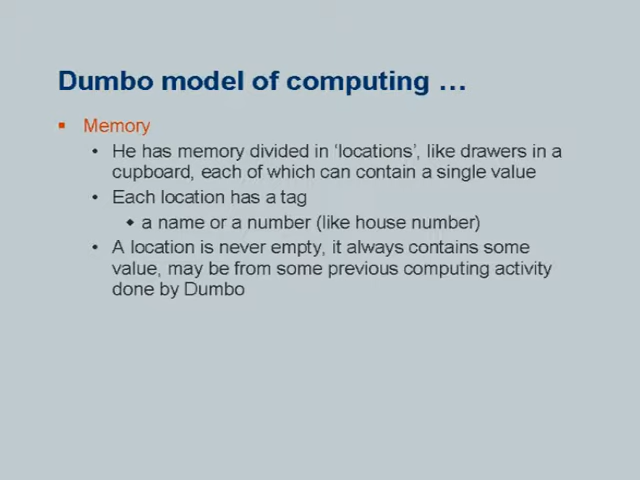 Dumbo model of computing …
▪ Memory
• He has memory divided in ‘locations’, like drawers in a
cupboard, each of which can contain a single value
• Each location has a tag
◆ a name or a number (like house number)
• A location is never empty, it always contains some
value, may be from some previous computing activity
done by Dumbo